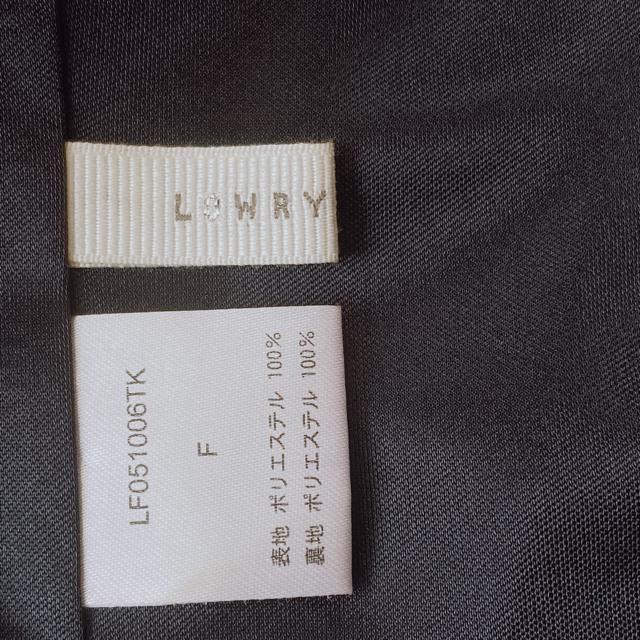 LOWRY
LF051006TK
F
表地 ポリエステル 100%
裏地 ポリエステル 100%